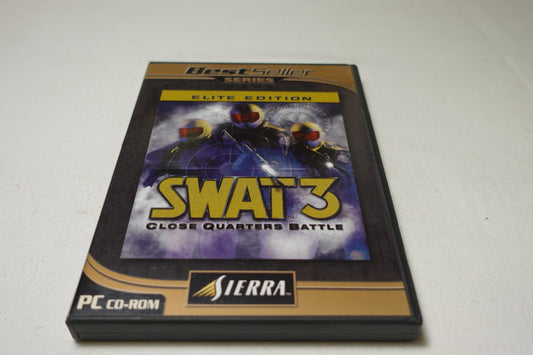 BestSeller
SERIES
ELITE EDITION
SWAT 3
CLOSE QUARTERS BATTLE
SIERRA
PC CD-ROM